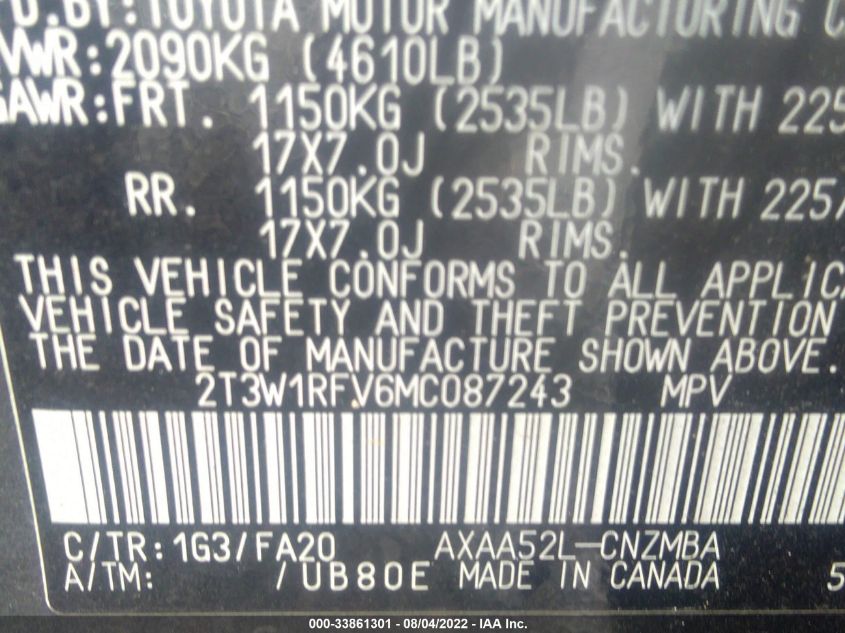 D.BY:TOYOTA MOTOR MANUFACTURING C
VWR:2090KG (4610LB)
GAWR:FRT. 1150KG (2535LB) WITH 225
17X7.0J RIMS.
RR. 1150KG (2535LB) WITH 225/
17X7.0J RIMS.
THIS VEHICLE CONFORMS TO ALL APPLICA
VEHICLE SAFETY AND THEFT PREVENTION
THE DATE OF MANUFACTURE SHOWN ABOVE.
2T3W1RFV6MC087243 MPV
C/TR:1G3/FA20 AXAA52L-CNZMBA
A/TM: /UB80E MADE IN CANADA 5
000-33861301 - 08/04/2022 - IAA Inc.